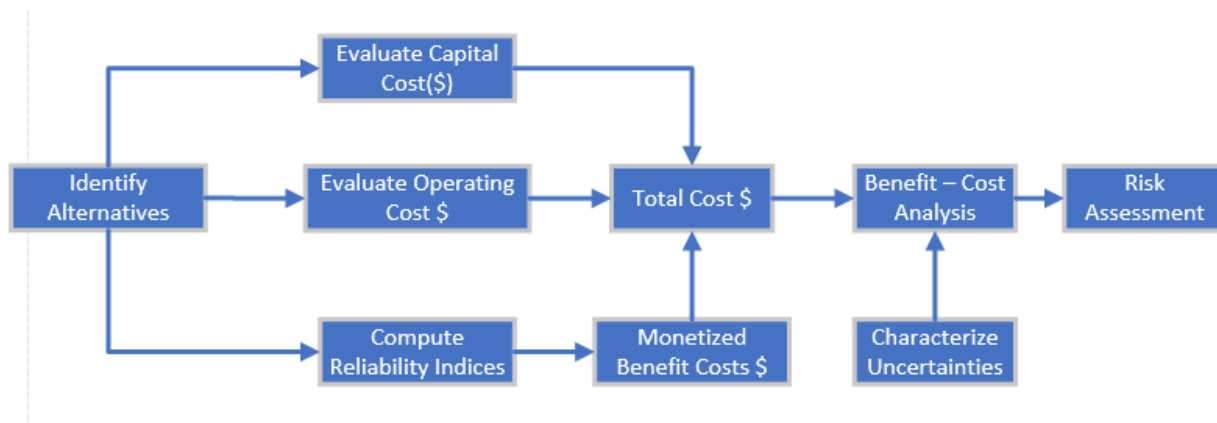 Evaluate Capital
Cost($)
Identify
Alternatives
Evaluate Operating
Cost $
Total Cost $
Benefit – Cost
Analysis
Risk
Assessment
Compute
Reliability Indices
Monetized
Benefit Costs $
Characterize
Uncertainties